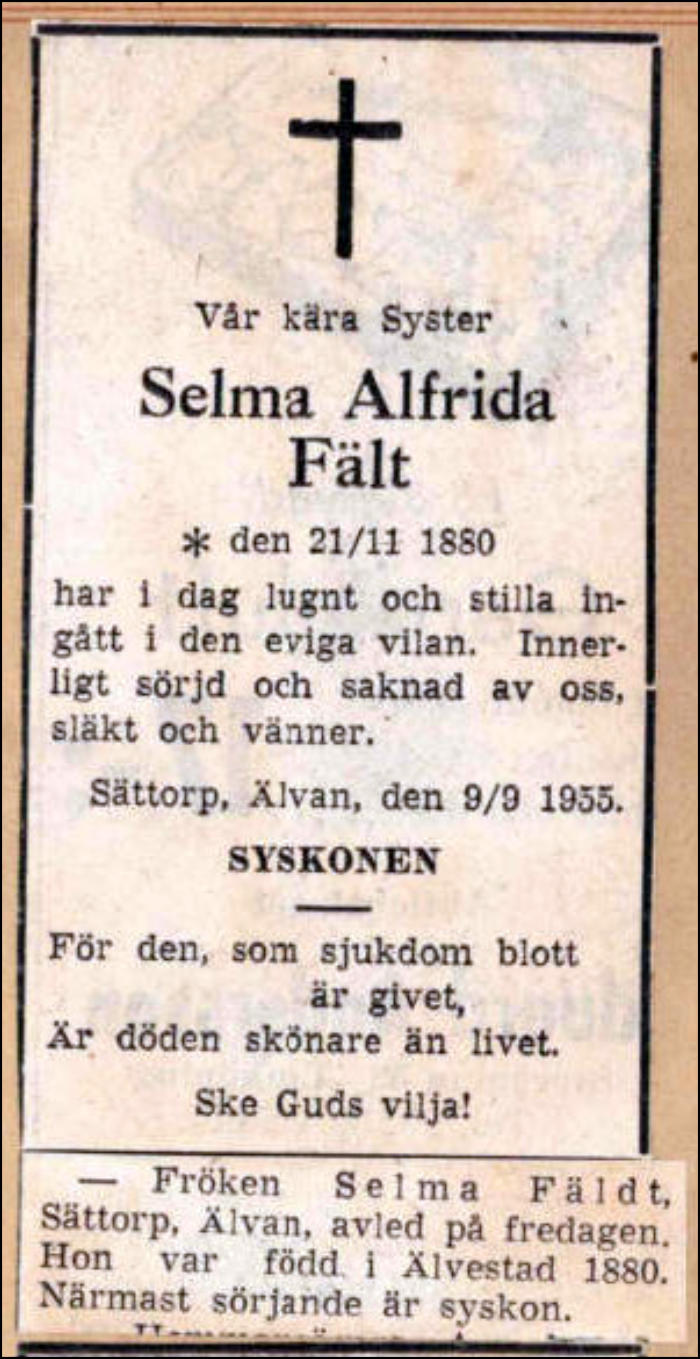 Vår kära Syster
Selma Alfrida
Fält
* den 21/11 1880
har i dag lugnt och stilla in-
gått i den eviga vilan. Inner-
ligt sörjd och saknad av oss,
släkt och vänner.
Sättorp, Älvan, den 9/9 1955.
SYSKONEN
För den, som sjukdom blott
är givet,
Är döden skönare än livet.
Ske Guds vilja!
— Fröken Selma Fäldt,
Sättorp, Älvan, avled på fredagen.
Hon var född i Älvestad 1880.
Närmast sörjande är syskon.